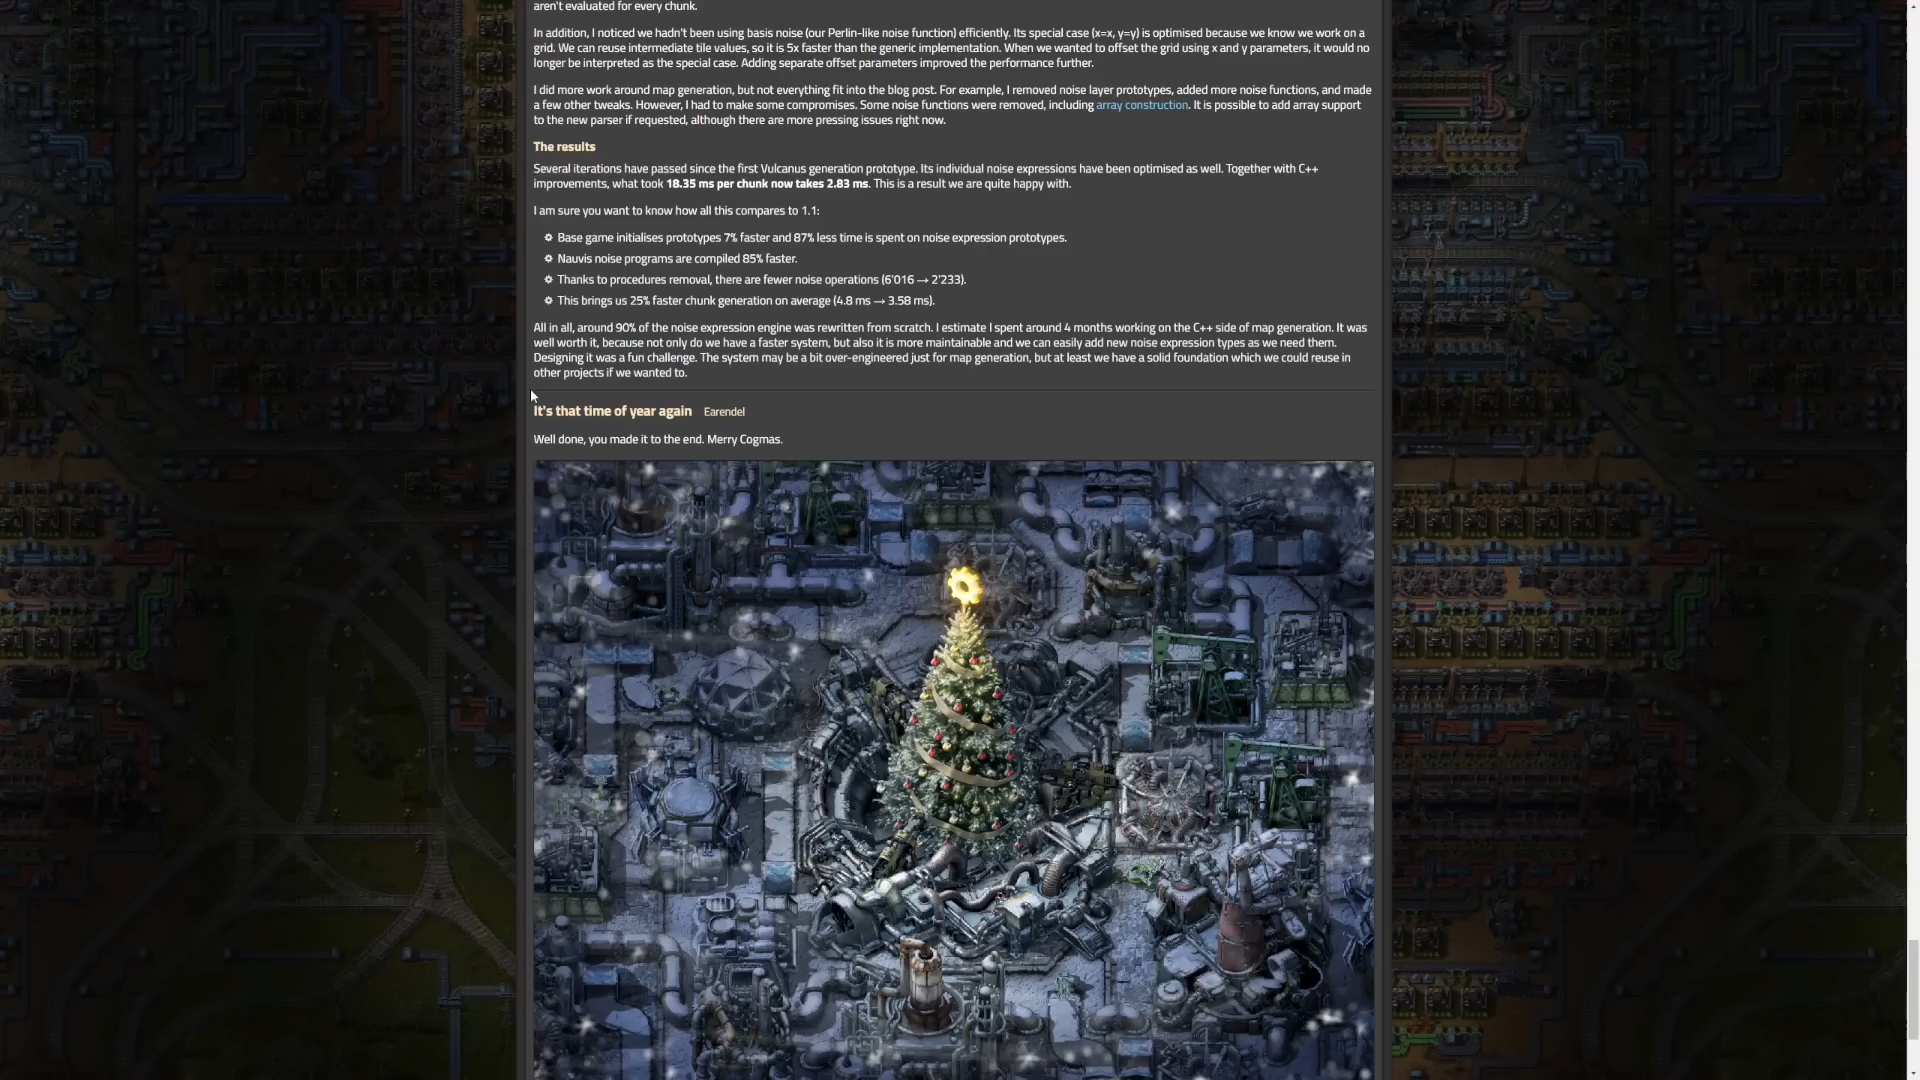 aren't evaluated for every chunk.
In addition, I noticed we hadn't been using basis noise (our Perlin-like noise function) efficiently. Its special case (x=x, y=y) is optimised because we know we work on a
grid. We can reuse intermediate tile values, so it is 5x faster than the generic implementation. When we wanted to offset the grid using x and y parameters, it would no
longer be interpreted as the special case. Adding separate offset parameters improved the performance further.
I did more work around map generation, but not everything fit into the blog post. For example, I removed noise layer prototypes, added more noise functions, and made
a few other tweaks. However, I had to make some compromises. Some noise functions were removed, including array construction. It is possible to add array support
to the new parser if requested, although there are more pressing issues right now.
The results
Several iterations have passed since the first Vulcanus generation prototype. Its individual noise expressions have been optimised as well. Together with C++
improvements, what took 18.35 ms per chunk now takes 2.83 ms. This is a result we are quite happy with.
I am sure you want to know how all this compares to 1.1:
Base game initialises prototypes 7% faster and 87% less time is spent on noise expression prototypes.
Nauvis noise programs are compiled 85% faster.
Thanks to procedures removal, there are fewer noise operations (6'016 → 2'233).
This brings us 25% faster chunk generation on average (4.8 ms → 3.58 ms).
All in all, around 90% of the noise expression engine was rewritten from scratch. I estimate I spent around 4 months working on the C++ side of map generation. It was
well worth it, because not only do we have a faster system, but also it is more maintainable and we can easily add new noise expression types as we need them.
Designing it was a fun challenge. The system may be a bit over-engineered just for map generation, but at least we have a solid foundation which we could reuse in
other projects if we wanted to.
It's that time of year again Earendel
Well done, you made it to the end. Merry Cogmas.